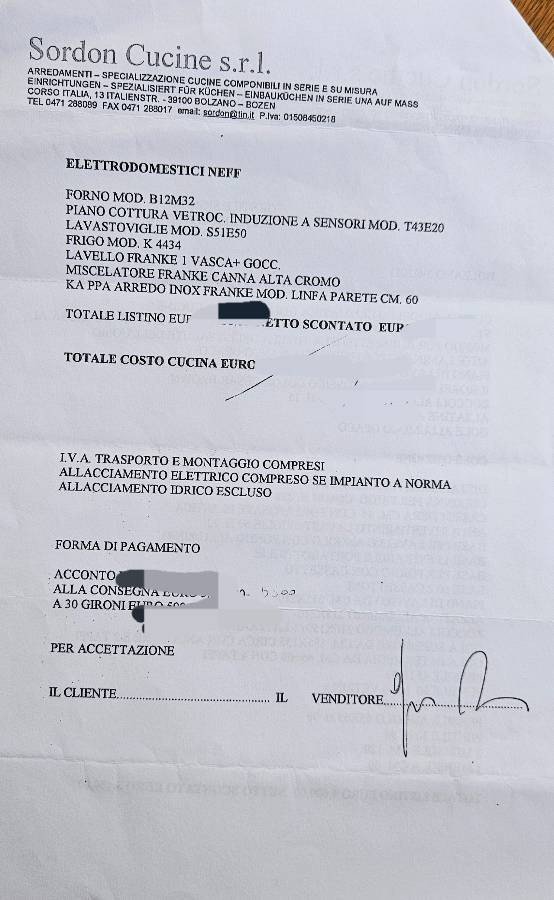 Sordon Cucine s.r.l.
ARREDAMENTI – SPECIALIZZAZIONE CUCINE COMPONIBILI IN SERIE E SU MISURA
EINRICHTUNGEN – SPEZIALISIERT FÜR KÜCHEN – EINBAUKÜCHEN IN SERIE UNA AUF MASS
CORSO ITALIA, 13 ITALIENSTR. - 39100 BOLZANO - BOZEN
TEL 0471 288099 FAX 0471 288017 email: sordon@tin.it P.Iva: 01508450218
ELETTRODOMESTICI NEFF
FORNO MOD. B12M32
PIANO COTTURA VETROC. INDUZIONE A SENSORI MOD. T43E20
LAVASTOVIGLIE MOD. S51E50
FRIGO MOD. K 4434
LAVELLO FRANKE 1 VASCA+ GOCC.
MISCELATORE FRANKE CANNA ALTA CROMO
KA PPA ARREDO INOX FRANKE MOD. LINFA PARETE CM. 60
TOTALE LISTINO EUR ETTO SCONTATO EUR
TOTALE COSTO CUCINA EURO
I.V.A. TRASPORTO E MONTAGGIO COMPRESI
ALLACCIAMENTO ELETTRICO COMPRESO SE IMPIANTO A NORMA
ALLACCIAMENTO IDRICO ESCLUSO
FORMA DI PAGAMENTO
ACCONTO
ALLA CONSEGNA EURO
A 30 GIRONI EURO
PER ACCETTAZIONE
IL CLIENTE........................................ IL VENDITORE....................................